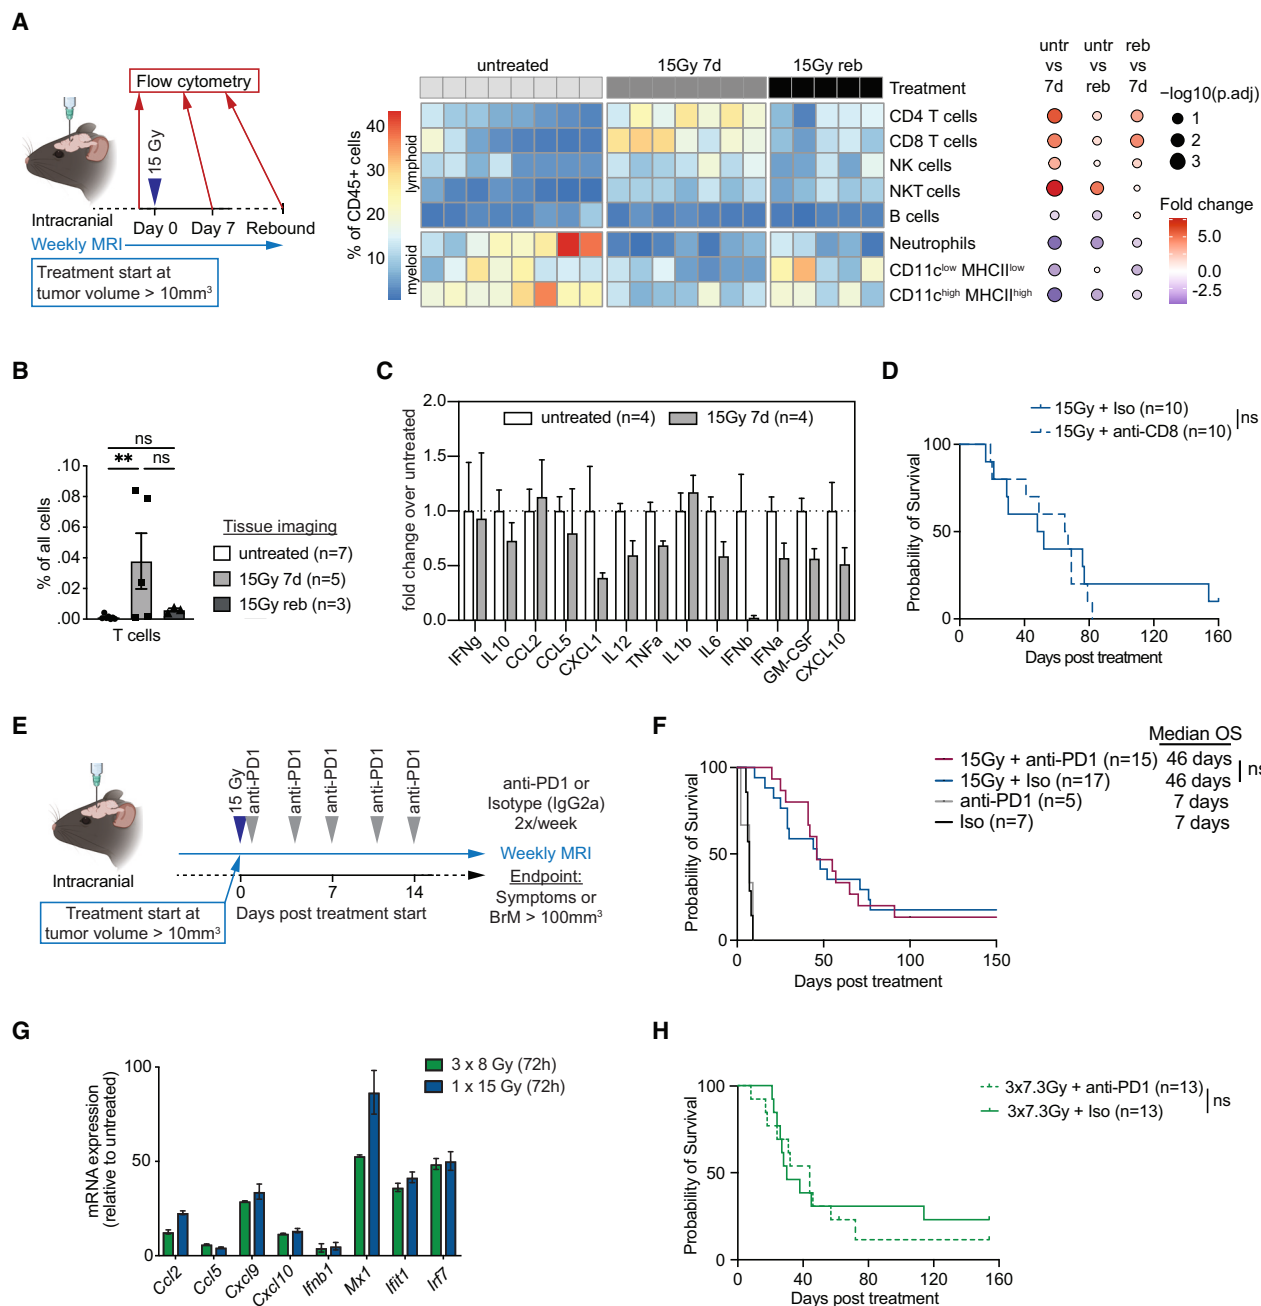 A
Flow cytometry
15 Gy
Intracranial
Day 0
Day 7
Rebound
Weekly MRI
Treatment start at
tumor volume > 10mm³
% of CD45+ cells
40
30
20
10
lymphoid
myeloid
untreated
15Gy 7d
15Gy reb
Treatment
CD4 T cells
CD8 T cells
NK cells
NKT cells
B cells
Neutrophils
CD11clow MHCIIlow
CD11chigh MHCIIhigh
untr
vs
7d
untr
vs
reb
reb
vs
7d
−log10(p.adj)
1
2
3
Fold change
5.0
0.0
-2.5
B
ns
** ns
% of all cells
.10
.08
.06
.04
.02
.00
T cells
Tissue imaging
untreated (n=7)
15Gy 7d (n=5)
15Gy reb (n=3)
C
fold change over untreated
2.0
1.5
1.0
0.5
0.0
untreated (n=4)
15Gy 7d (n=4)
IFNg
IL10
CCL2
CCL5
CXCL1
IL12
TNFa
IL1b
IL6
IFNb
IFNa
GM-CSF
CXCL10
D
15Gy + Iso (n=10)
15Gy + anti-CD8 (n=10)
ns
Probability of Survival
100
50
0
0 40 80 120 160
Days post treatment
E
15 Gy
anti-PD1
anti-PD1
anti-PD1
anti-PD1
anti-PD1
anti-PD1 or
Isotype (IgG2a)
2x/week
Weekly MRI
Intracranial
Endpoint:
Symptoms or
BrM > 100mm³
0 7 14
Days post treatment start
Treatment start at
tumor volume > 10mm³
F
Median OS
15Gy + anti-PD1 (n=15) 46 days
15Gy + Iso (n=17) 46 days
anti-PD1 (n=5) 7 days
Iso (n=7) 7 days
Probability of Survival
100
50
0
0 50 100 150
Days post treatment
G
3 x 8 Gy (72h)
1 x 15 Gy (72h)
mRNA expression
(relative to untreated)
100
50
0
Ccl2
Ccl5
Cxcl9
Cxcl10
Ifnb1
Mx1
Ifit1
Irf7
H
3x7.3Gy + anti-PD1 (n=13)
3x7.3Gy + Iso (n=13)
ns
Probability of Survival
100
50
0
0 40 80 120 160
Days post treatment